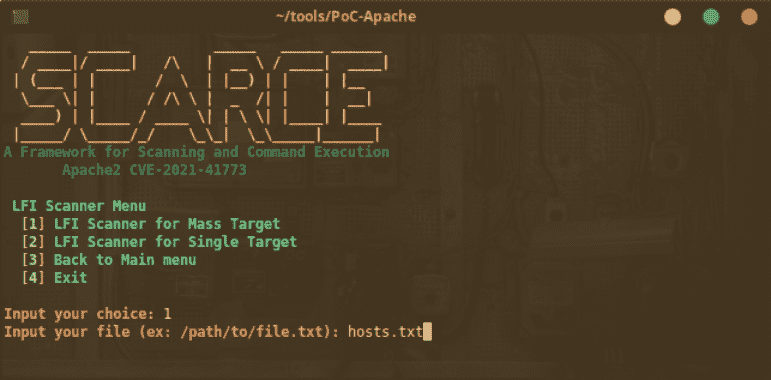 ~/tools/PoC-Apache
SCARCE
A Framework for Scanning and Command Execution
Apache2 CVE-2021-41773
LFI Scanner Menu
[1] LFI Scanner for Mass Target
[2] LFI Scanner for Single Target
[3] Back to Main menu
[4] Exit
Input your choice: 1
Input your file (ex: /path/to/file.txt): hosts.txt